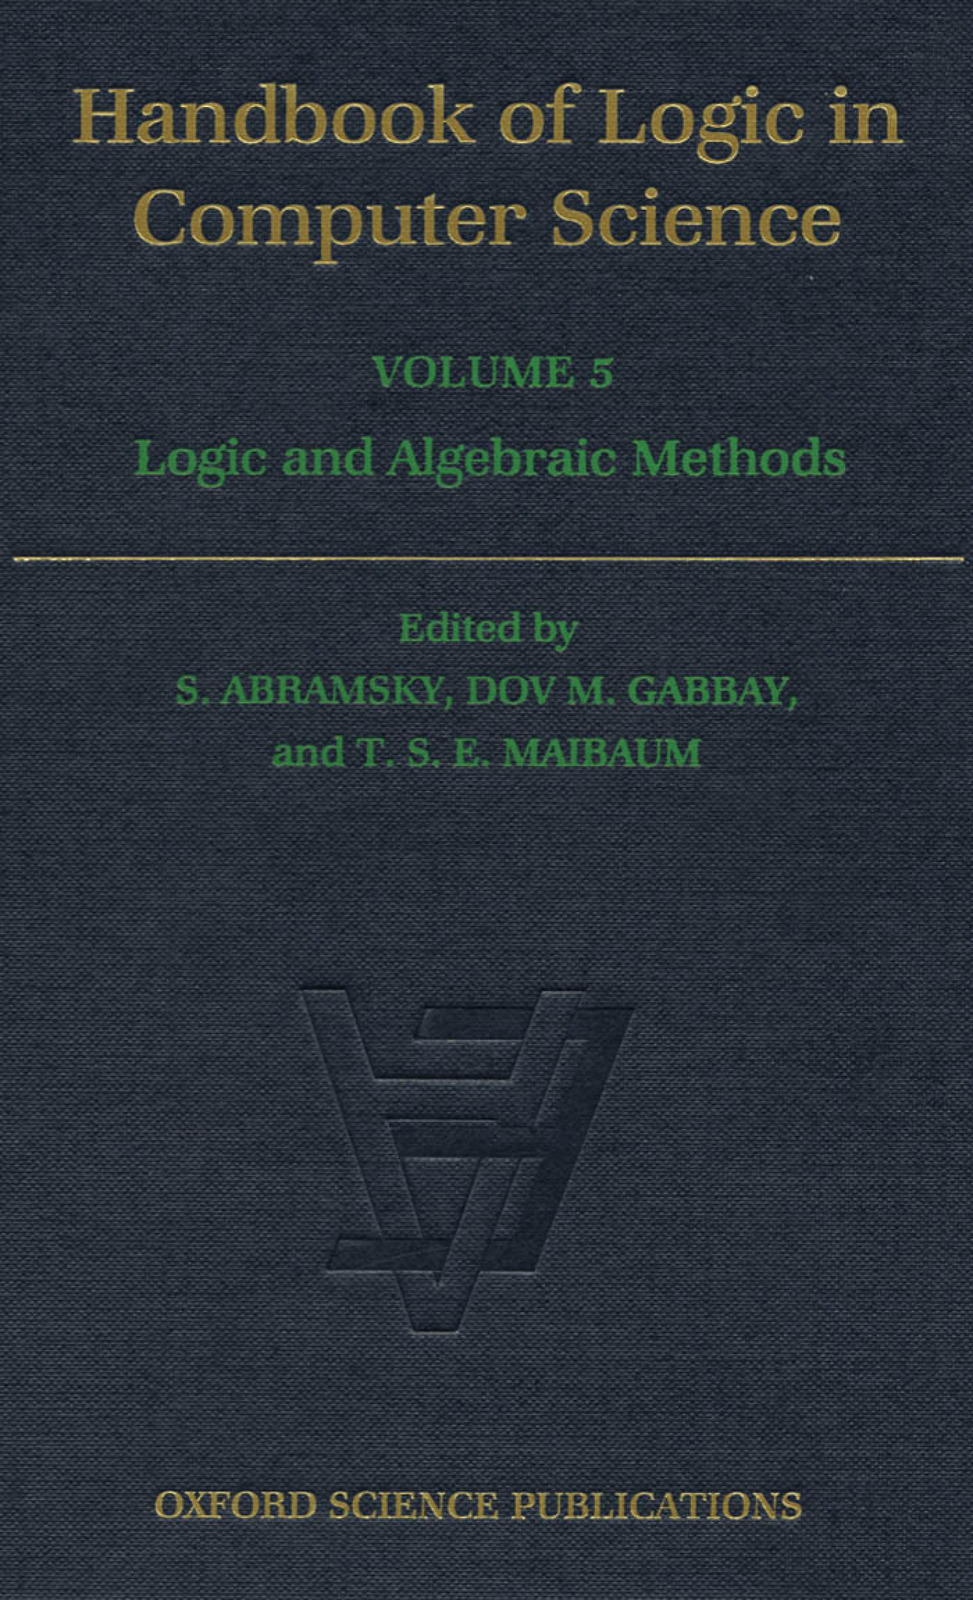 Handbook of Logic in
Computer Science
VOLUME 5
Logic and Algebraic Methods
Edited by
S. ABRAMSKY, DOV M. GABBAY,
and T. S. E. MAIBAUM
OXFORD SCIENCE PUBLICATIONS